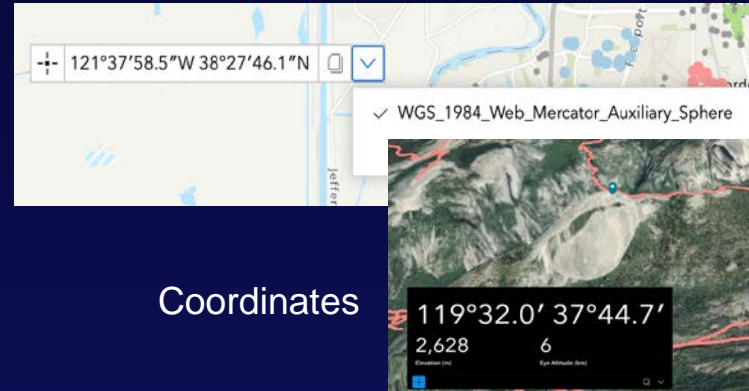 121°37'58.5"W 38°27'46.1"N
WGS_1984_Web_Mercator_Auxiliary_Sphere
jeffer
Coordinates
119°32.0' 37°44.7'
2,628
6
Elevation (m)
Eye Altitude (km)